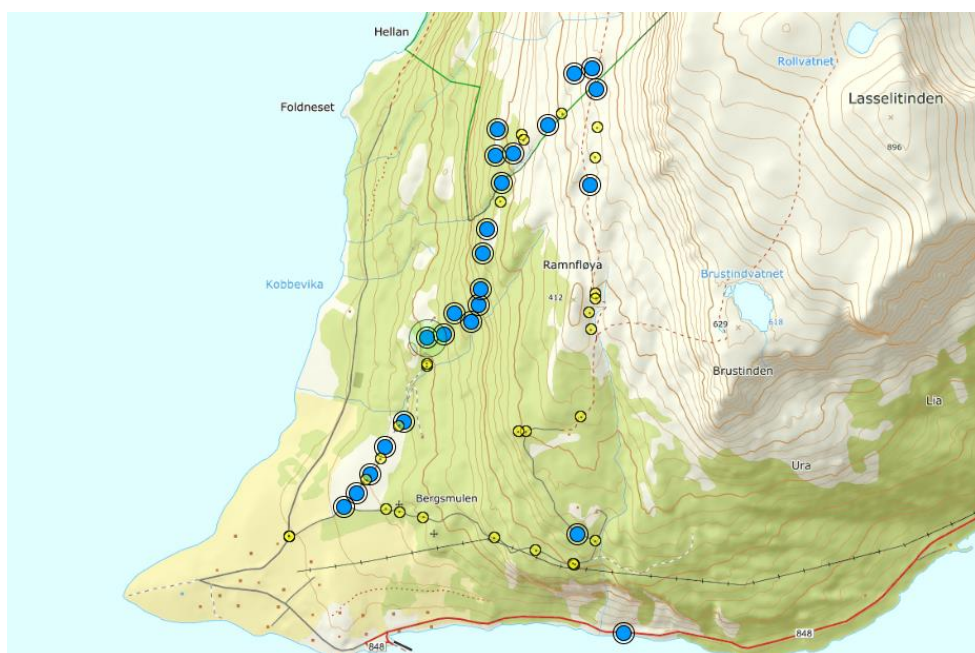 Hellan
Rollvatnet
Lasselitinden
Foldneset
896
Ramnfløya
Brustindvatnet
Kobbevika
412
629
618
Brustinden
Lia
Ura
Bergsmulen
848
848